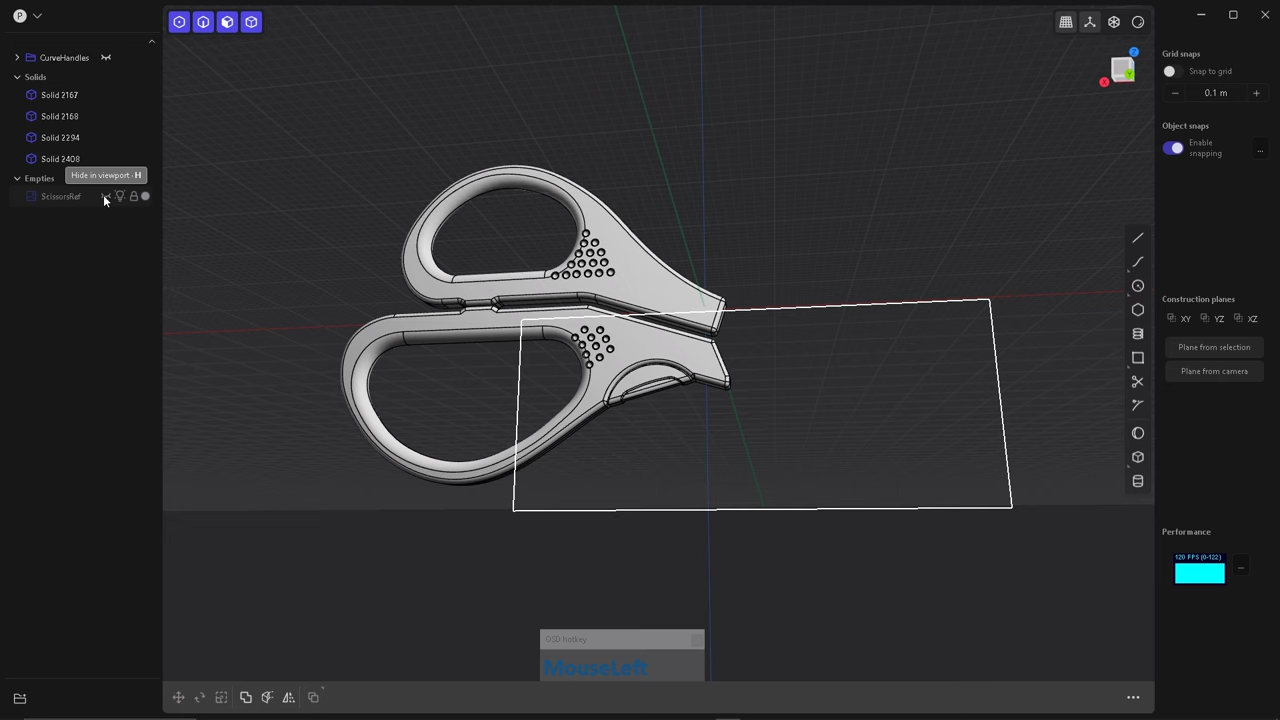 P
CurveHandles
Solids
Solid 2167
Solid 2168
Solid 2294
Solid 2408
Empties
Hide in viewport - H
ScissorsRef
Z
Y
X
OSD hotkey
MouseLeft
Grid snaps
Snap to grid
0.1 m
Object snaps
Enable
snapping
...
Construction planes
XY YZ XZ
Plane from selection
Plane from camera
Performance
120 FPS (0-122)